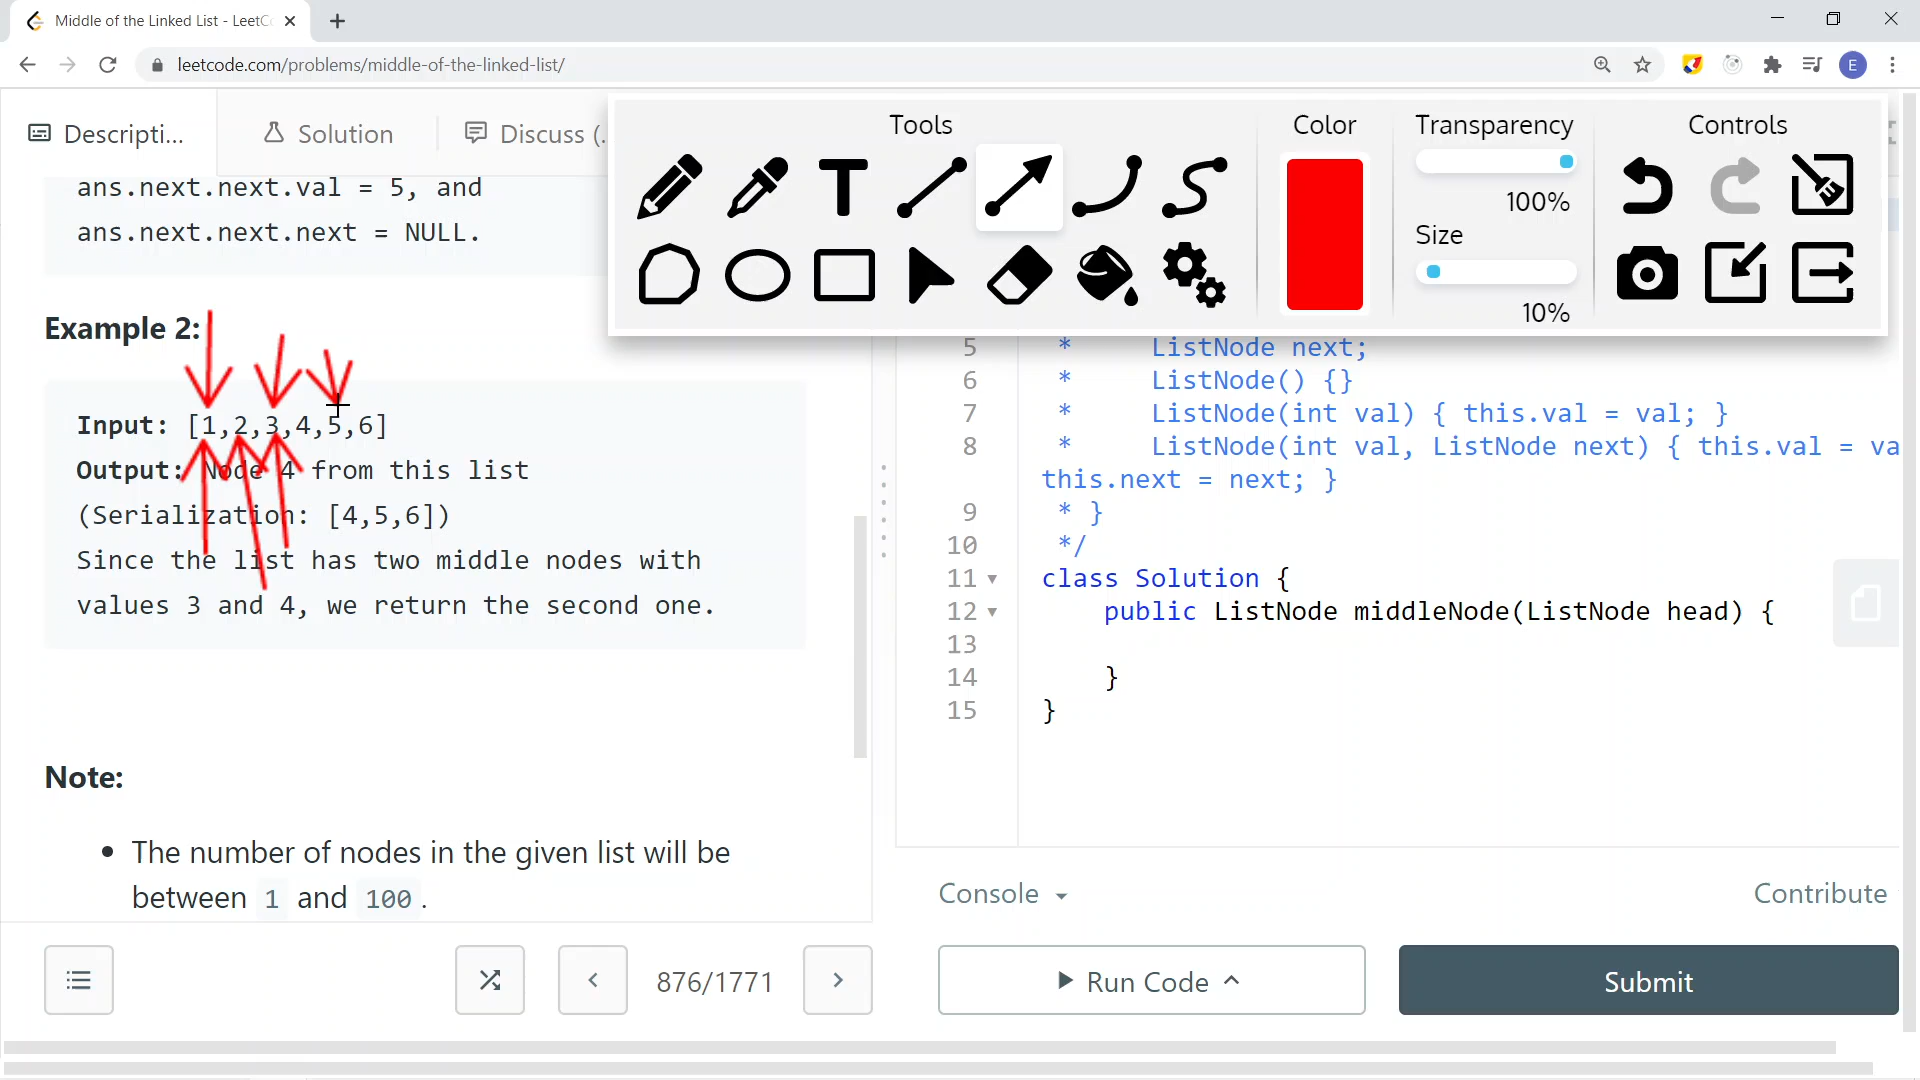 Middle of the Linked List - LeetC
leetcode.com/problems/middle-of-the-linked-list/
E
Descripti...
Solution
Discuss (.
ans.next.next.val = 5, and
ans.next.next.next = NULL.
Example 2:
Input: [1,2,3,4,5,6]
Output: Node 4 from this list
(Serialization: [4,5,6])
Since the list has two middle nodes with
values 3 and 4, we return the second one.
Note:
• The number of nodes in the given list will be
between 1 and 100.
876/1771
Tools
T
Color
Transparency
100%
Size
10%
Controls
5 * ListNode next;
6 * ListNode() {}
7 * ListNode(int val) { this.val = val; }
8 * ListNode(int val, ListNode next) { this.val = va
this.next = next; }
9 * }
10 */
11 class Solution {
12 public ListNode middleNode(ListNode head) {
13
14 }
15 }
Console
Contribute
Run Code
Submit